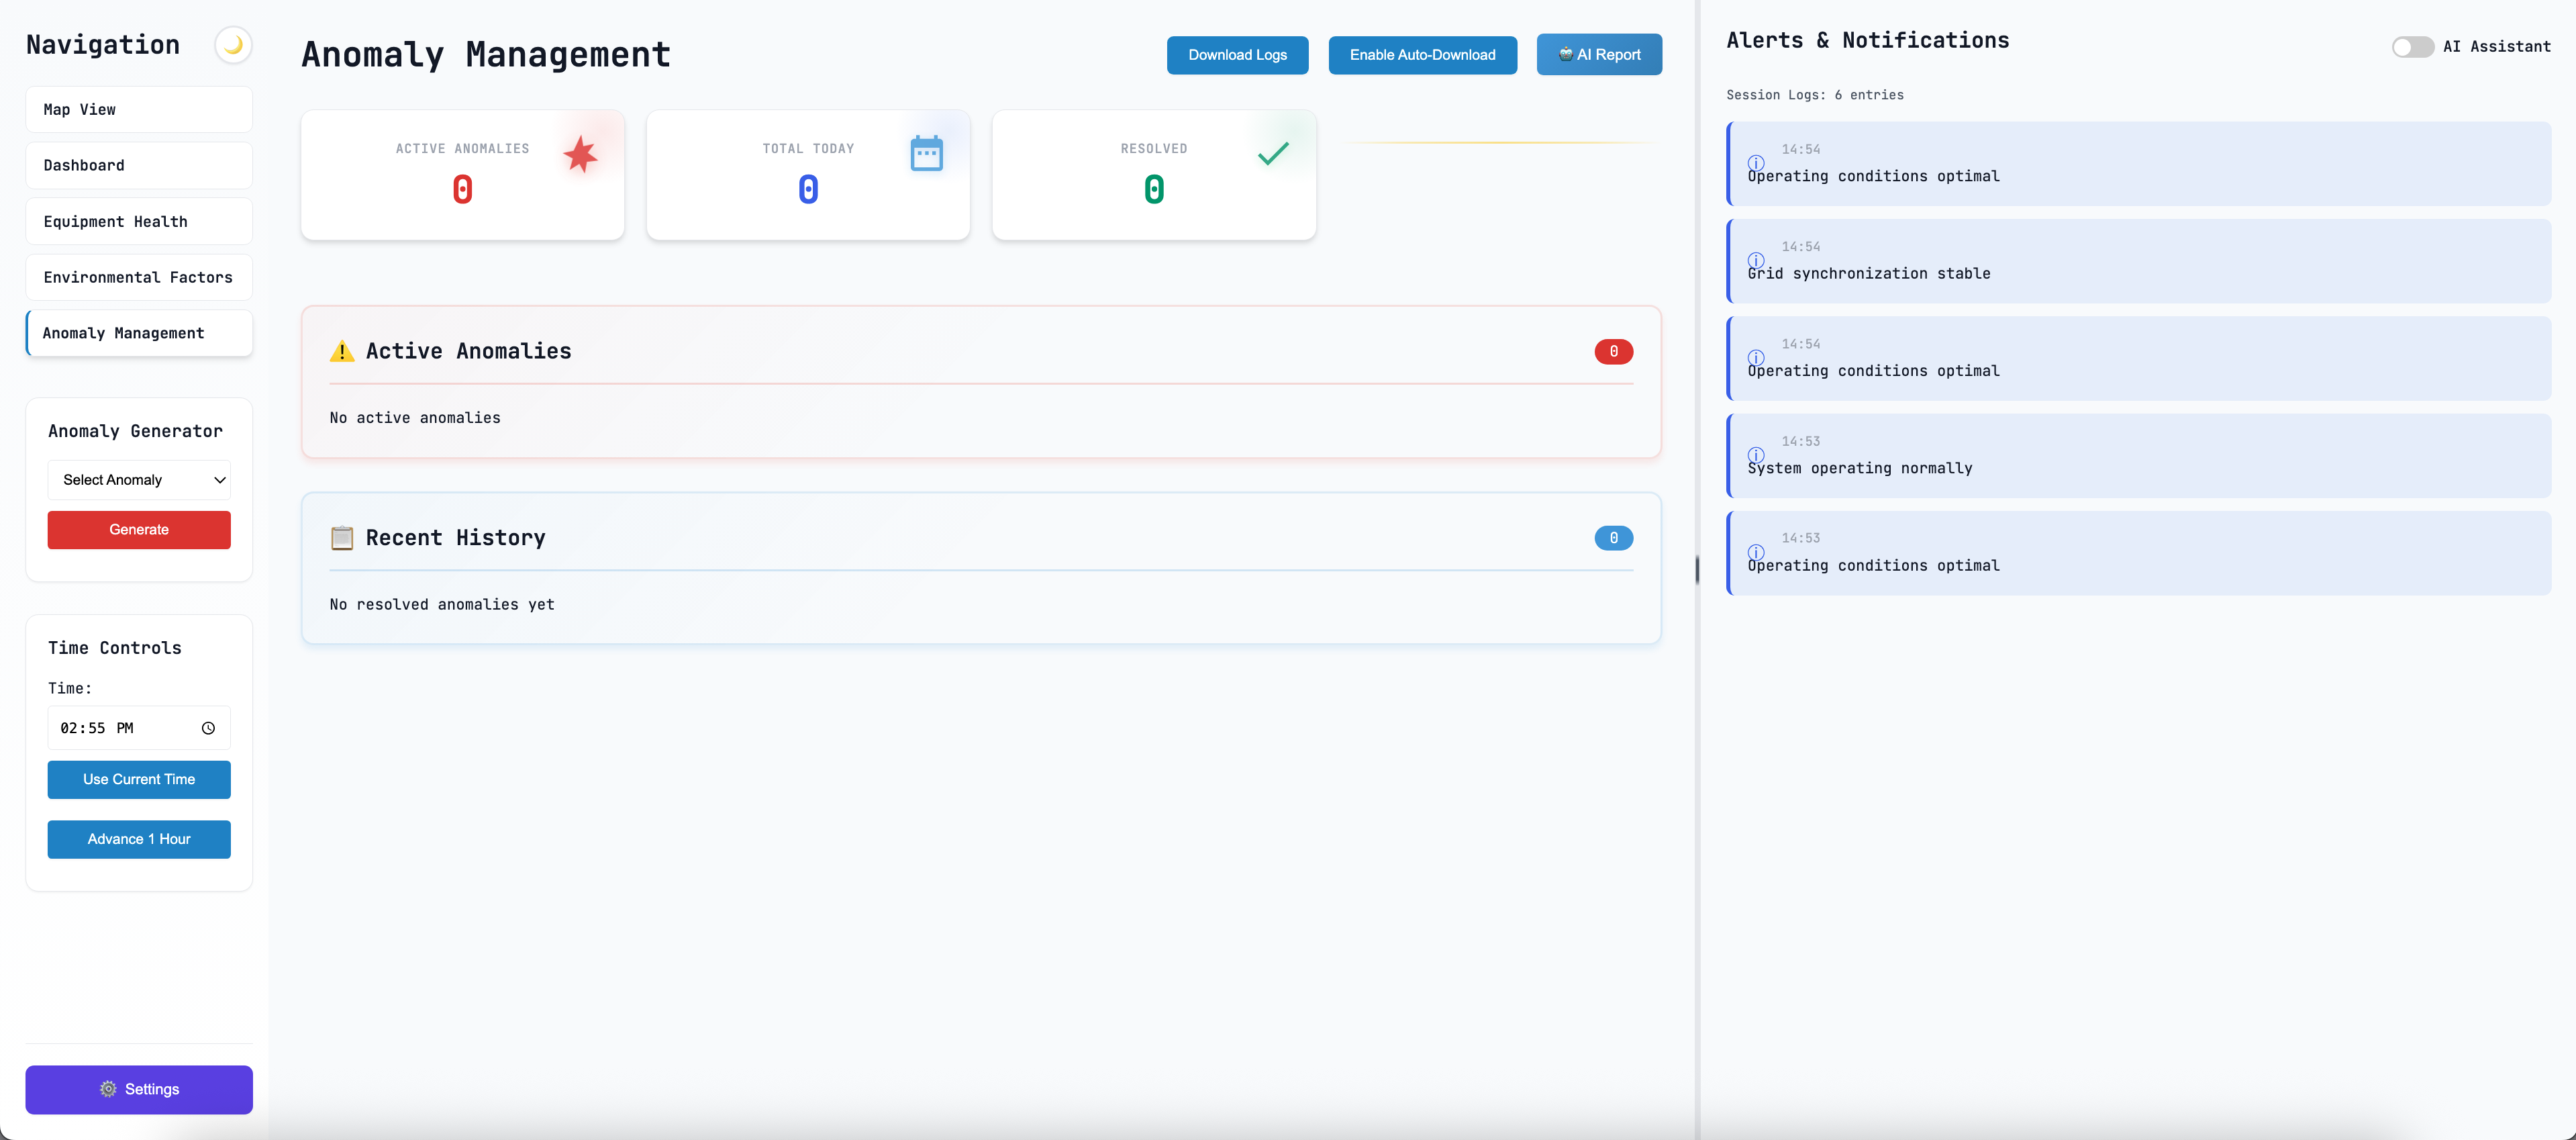 Navigation
Map View
Dashboard
Equipment Health
Environmental Factors
Anomaly Management
Anomaly Generator
Select Anomaly
Generate
Time Controls
Time:
02:55 PM
Use Current Time
Advance 1 Hour
Settings
Anomaly Management
Download Logs
Enable Auto-Download
AI Report
ACTIVE ANOMALIES
0
TOTAL TODAY
0
RESOLVED
0
Active Anomalies
0
No active anomalies
Recent History
0
No resolved anomalies yet
Alerts & Notifications
AI Assistant
Session Logs: 6 entries
14:54
Operating conditions optimal
14:54
Grid synchronization stable
14:54
Operating conditions optimal
14:53
System operating normally
14:53
Operating conditions optimal